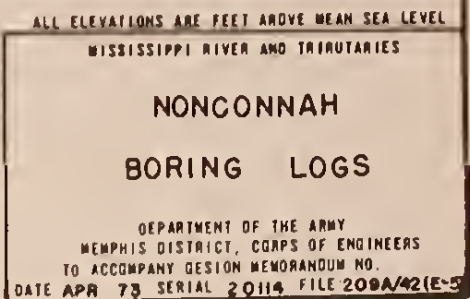 ALL ELEVATIONS ARE FEET ABOVE MEAN SEA LEVEL
MISSISSIPPI RIVER AND TRIBUTARIES
NONCONNAH
BORING LOGS
DEPARTMENT OF THE ARMY
MEMPHIS DISTRICT, CORPS OF ENGINEERS
TO ACCOMPANY DESIGN MEMORANDUM NO.
DATE APR 73 SERIAL 20114 FILE 209A/42(E-5